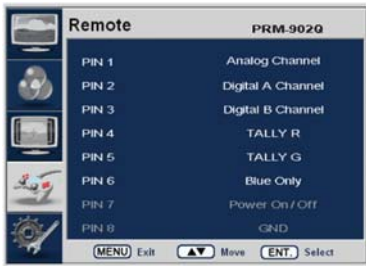 Remote PRM-902Q
PIN 1 Analog Channel
PIN 2 Digital A Channel
PIN 3 Digital B Channel
PIN 4 TALLY R
PIN 5 TALLY G
PIN 6 Blue Only
PIN 7 Power On / Off
PIN 8 GND
MENU Exit ▲▼ Move ENT. Select